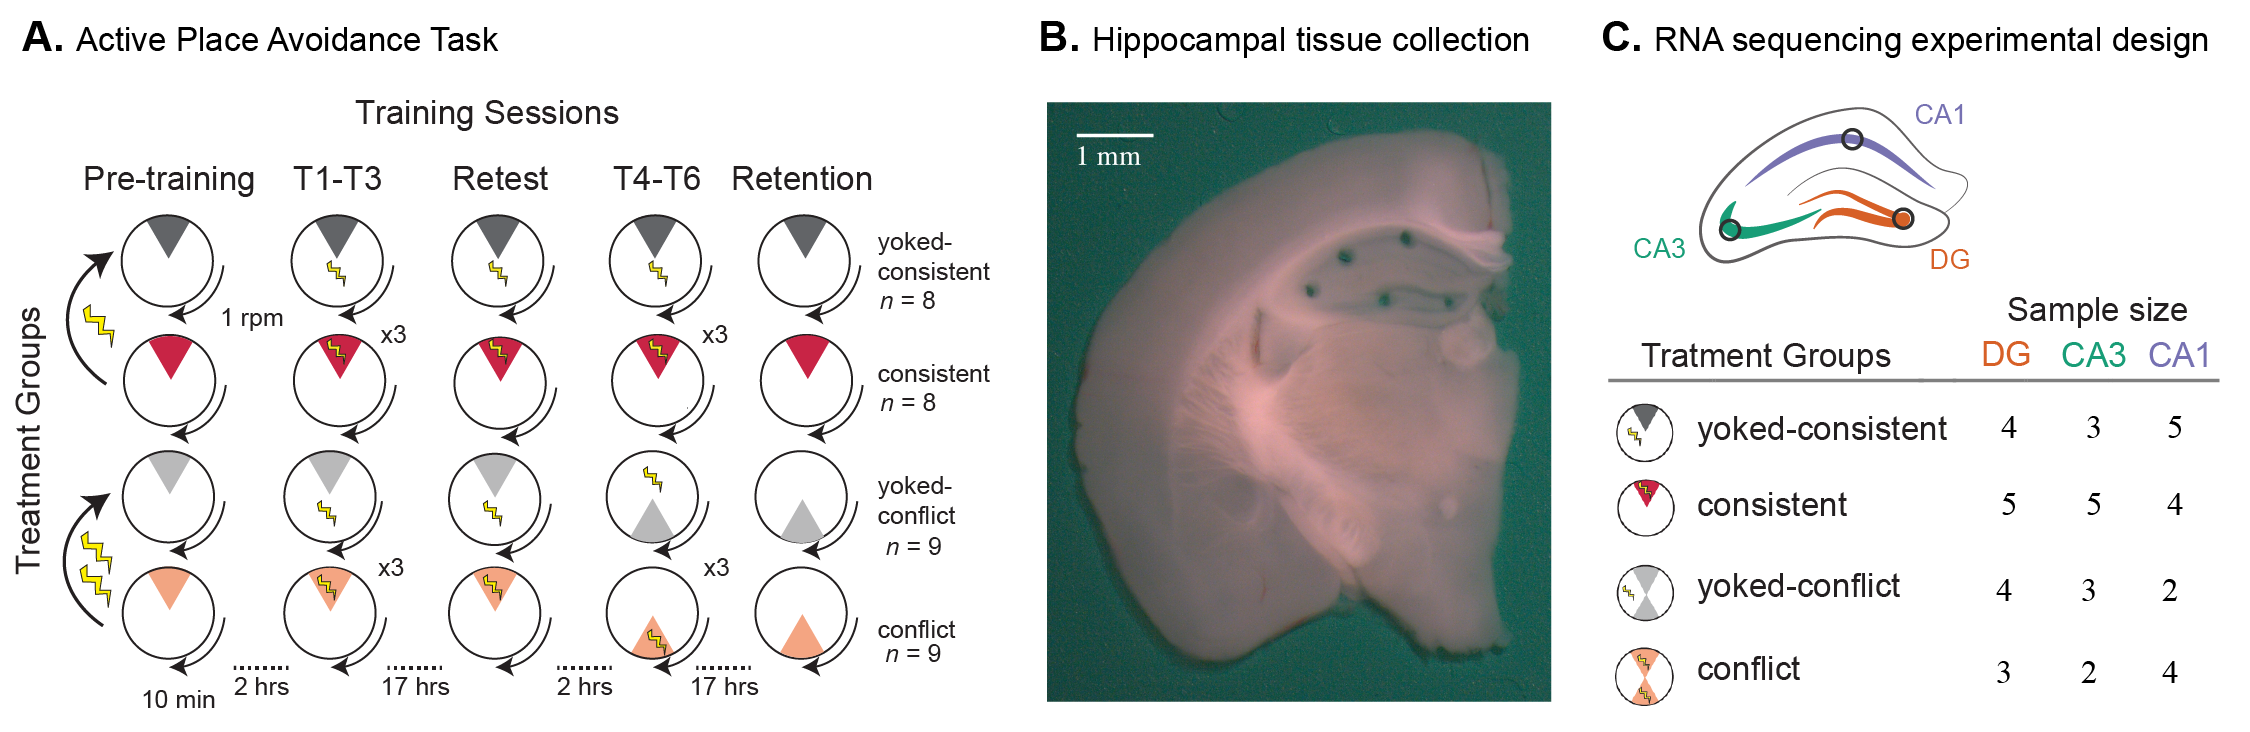 A. Active Place Avoidance Task
Training Sessions
Pre-training T1-T3 Retest T4-T6 Retention
Treatment Groups
yoked-
consistent
n = 8
1 rpm
x3 x3
consistent
n = 8
yoked-
conflict
n = 9
x3 x3
conflict
n = 9
10 min 2 hrs 17 hrs 2 hrs 17 hrs
B. Hippocampal tissue collection
1 mm
C. RNA sequencing experimental design
CA1
CA3
DG
Sample size
Tratment Groups DG CA3 CA1
yoked-consistent 4 3 5
consistent 5 5 4
yoked-conflict 4 3 2
conflict 3 2 4